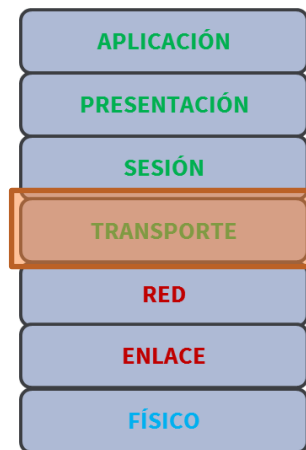 APLICACIÓN
PRESENTACIÓN
SESIÓN
TRANSPORTE
RED
ENLACE
FÍSICO